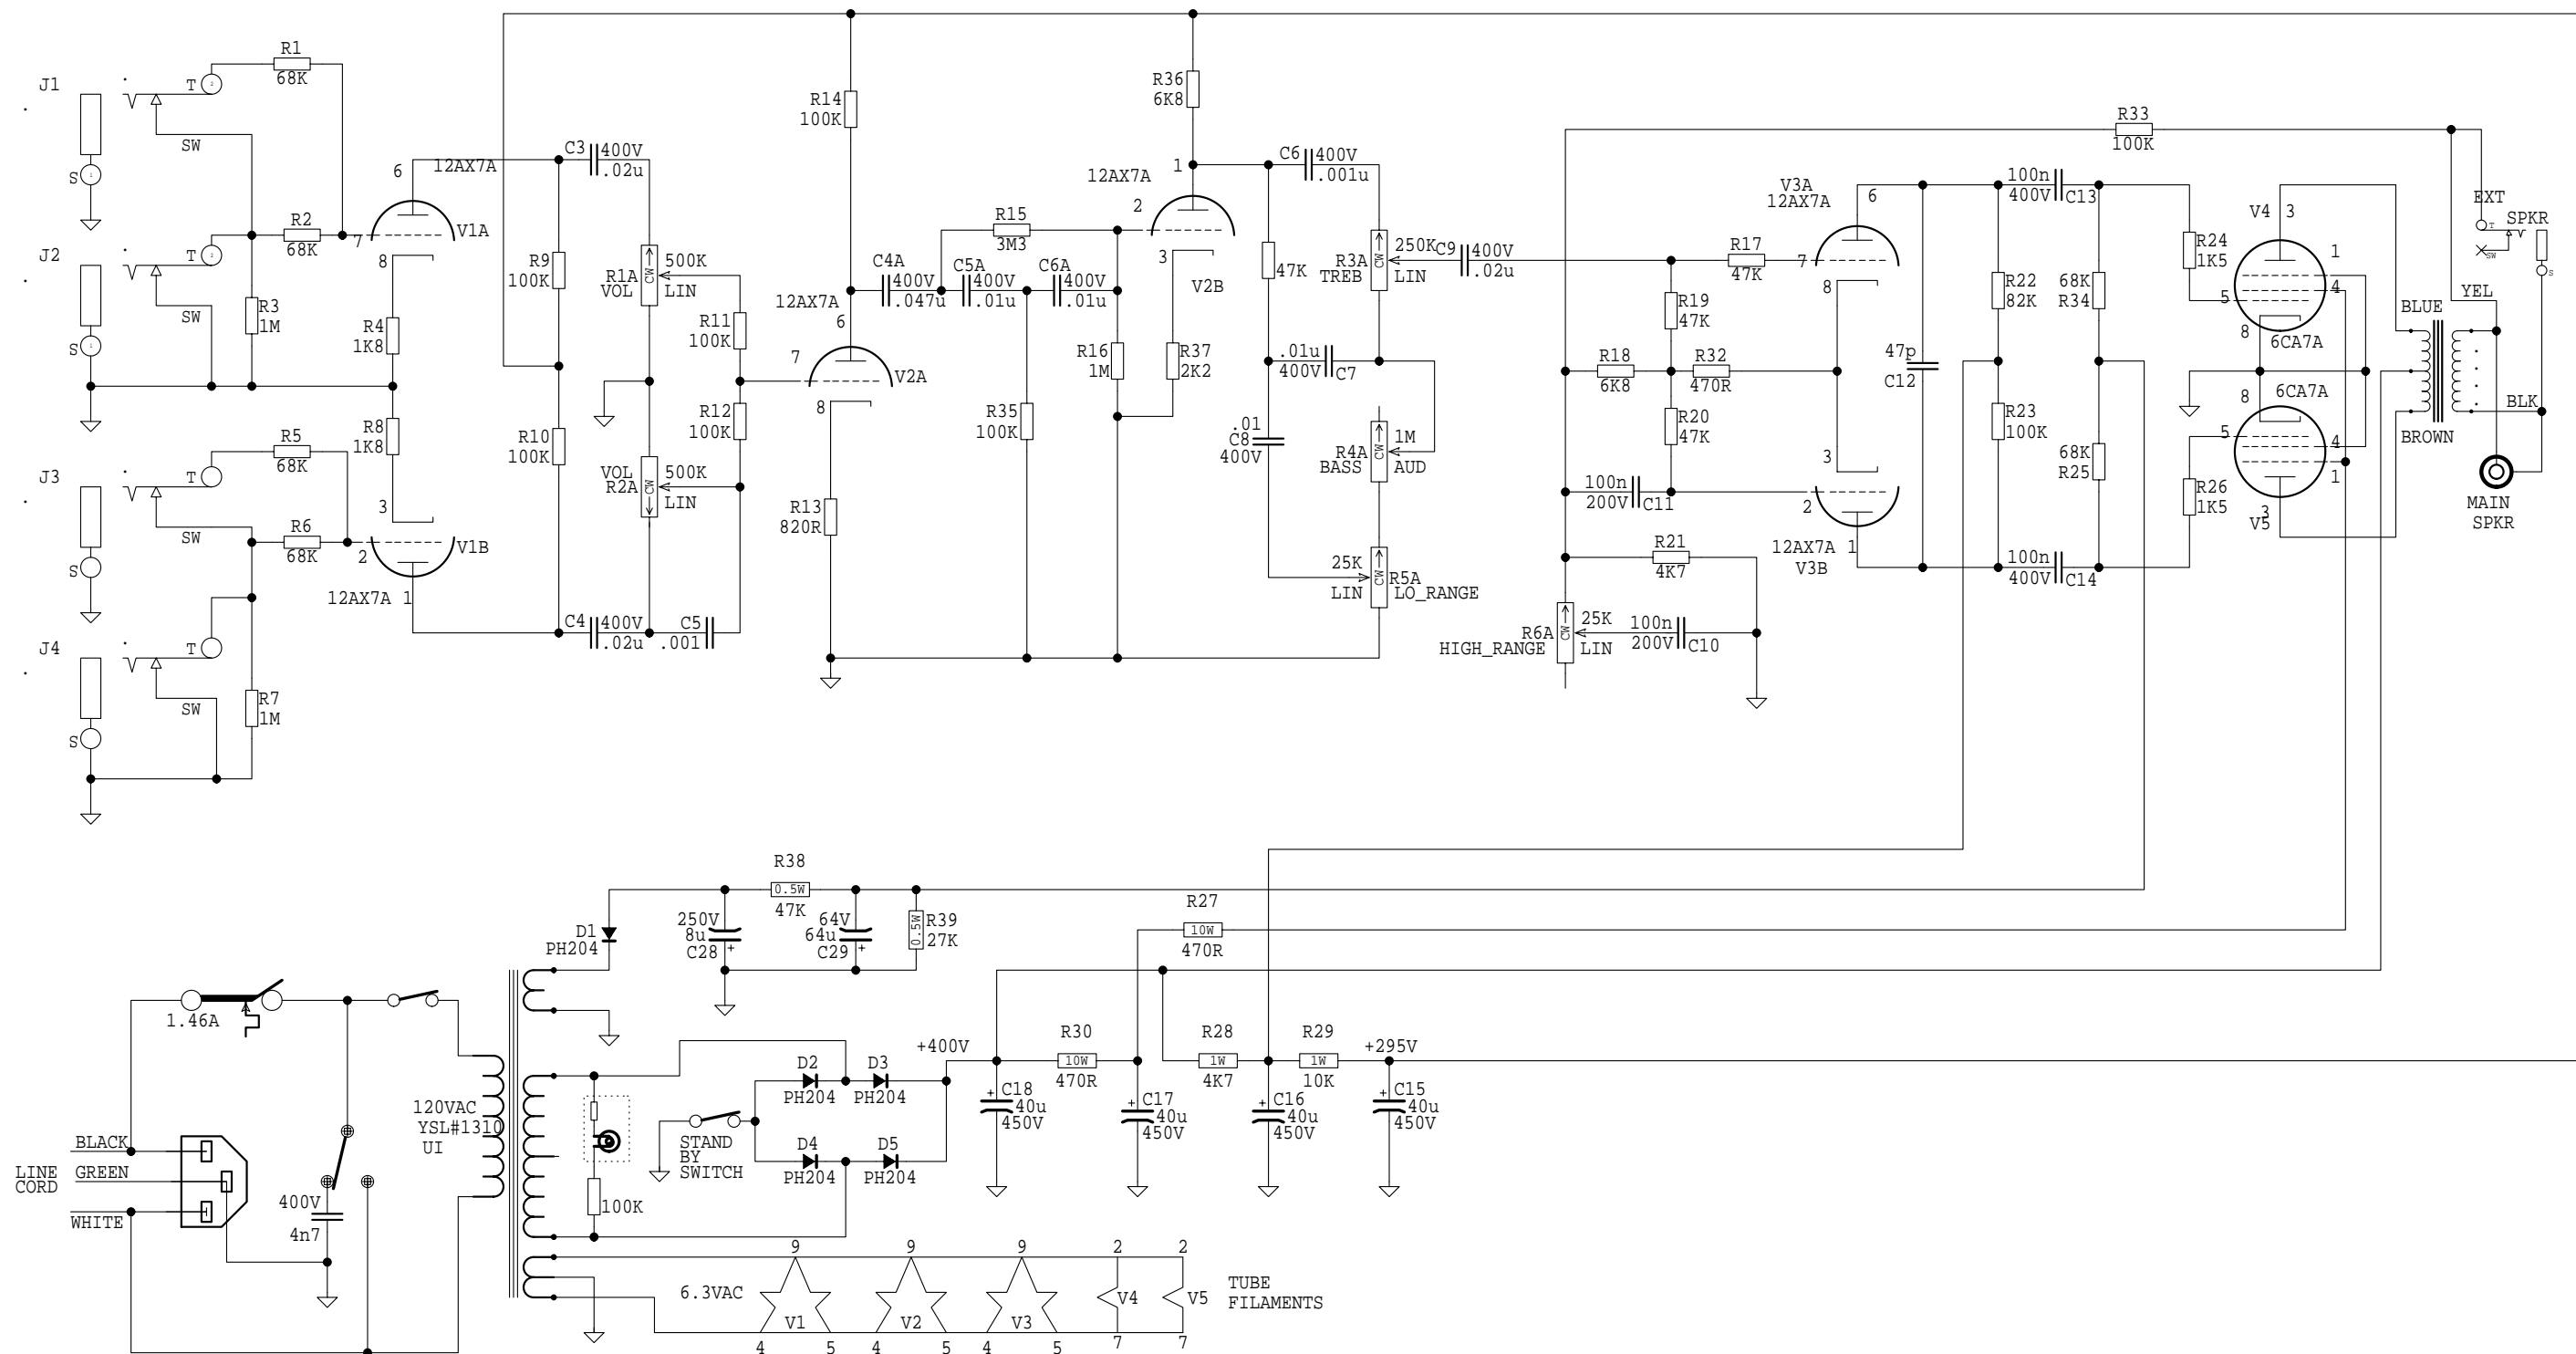 J1
T
SW
S
R1
68K
J2
T
SW
S
R2
68K
R3
1M
7
6
12AX7A
V1A
8
R4
1K8
R8
1K8
3
J3
T
SW
S
R5
68K
R6
68K
2
V1B
12AX7A 1
J4
T
SW
S
R7
1M
R9
100K
R10
100K
C3
400V
.02u
R1A
VOL
CW
500K
LIN
VOL
R2A
CW
500K
LIN
C4
400V
.02u
C5
.001
R11
100K
R12
100K
R14
100K
12AX7A
6
7
V2A
8
R13
820R
C4A
400V
.047u
C5A
400V
.01u
C6A
400V
.01u
R15
3M3
R35
100K
R16
1M
R36
6K8
12AX7A
1
2
3
V2B
R37
2K2
C6
400V
.001u
47K
.01u
400V
C7
.01
C8
400V
R3A
TREB
CW
250K
LIN
R4A
BASS
1M
AUD
CW
25K
LIN
CW
R5A
LO_RANGE
C9
400V
.02u
R17
47K
R19
47K
R18
6K8
R32
470R
R20
47K
100n
200V
C11
R21
4K7
R6A
HIGH_RANGE
CW
25K
LIN
100n
200V
C10
V3A
12AX7A
6
7
8
3
2
12AX7A 1
V3B
47p
C12
R22
82K
R23
100K
100n
400V
C13
68K
R34
68K
R25
100n
400V
C14
R33
100K
R24
1K5
R26
1K5
V4
3
1
4
5
8
6CA7A
6CA7A
8
5
4
1
3
V5
BLUE
BROWN
YEL
BLK
EXT
SPKR
T
SW
S
MAIN
SPKR
R38
0.5W
47K
D1
PH204
250V
8u
C28
+
64V
64u
C29
+
0.5W
R39
27K
R27
10W
470R
1.46A
120VAC
YSL#1310
UI
LINE
CORD
BLACK
GREEN
WHITE
400V
4n7
100K
STAND
BY
SWITCH
D2
PH204
D3
PH204
D4
PH204
D5
PH204
+400V
R30
10W
470R
R28
1W
4K7
R29
1W
10K
+295V
+
C18
40u
450V
+
C17
40u
450V
+
C16
40u
450V
+
C15
40u
450V
6.3VAC
9
V1
4
5
9
V2
4
5
9
V3
4
5
2
V4
7
2
V5
7
TUBE
FILAMENTS